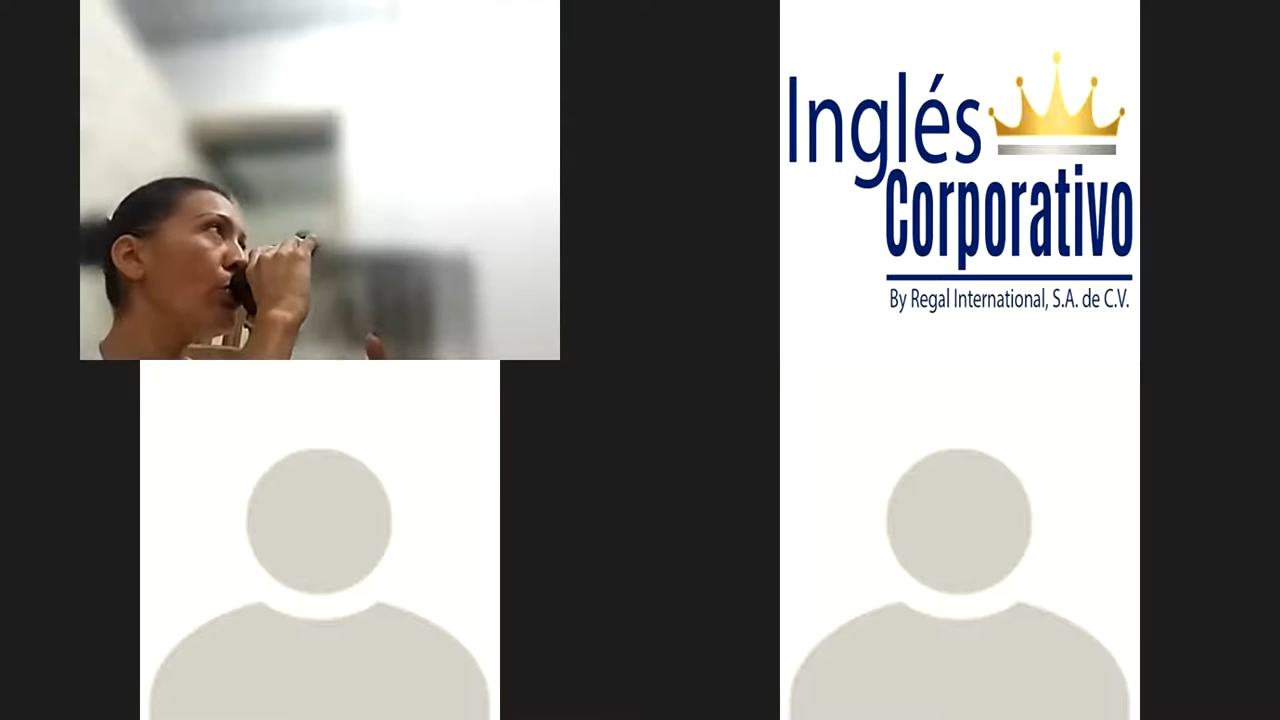 Inglés
Corporativo
By Regal International, S.A. de C.V.